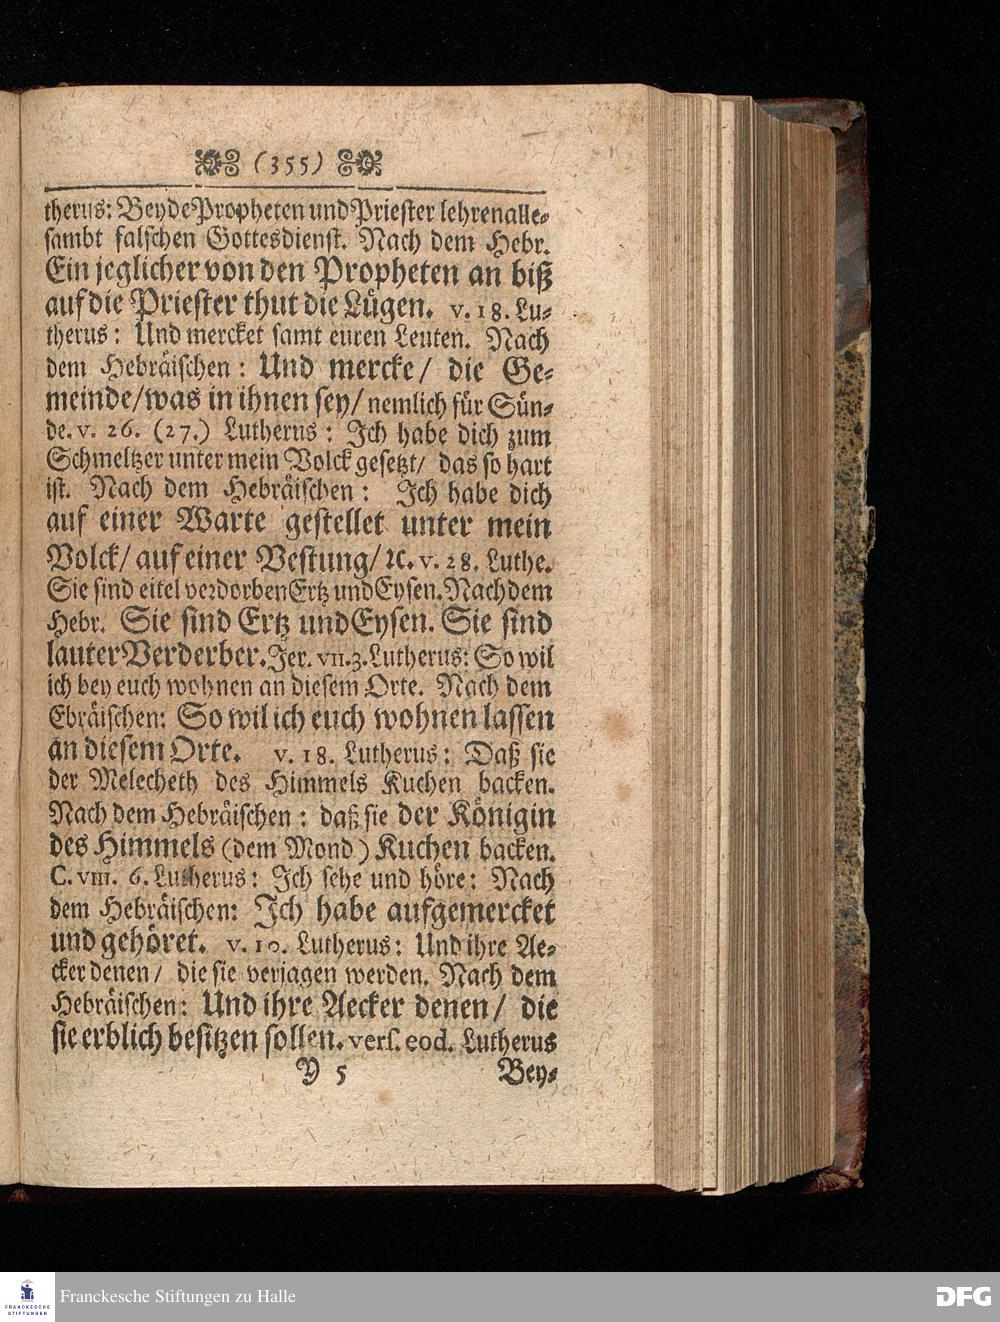 (355)
therus: Beyde Propheten und Priester lehren alle-
sambt falschen Gottesdienst. Nach dem Hebr.
Ein jeglicher von den Propheten an biß
auf die Priester thut die Lügen. v. 18. Lu-
therus: Und mercket samt euren Leuten. Nach
dem Hebräischen: Und mercke/ die Ge-
meinde/ was in ihnen sey/ nemlich für Sün-
de. v. 26. (27.) Lutherus: Ich habe dich zum
Schmeltzer unter mein Volck gesetzt/ das so hart
ist. Nach dem Hebräischen: Ich habe dich
auf einer Warte gestellet unter mein
Volck/ auf einer Vestung/ ꝛc. v. 28. Luthe.
Sie sind eitel verdorben Ertz und Eysen. Nach dem
Hebr. Sie sind Ertz und Eysen. Sie sind
lauter Verderber. Jer. VII. 3. Lutherus: So wil
ich bey euch wohnen an diesem Orte. Nach dem
Ebräischen: So wil ich euch wohnen lassen
an diesem Orte. v. 18. Lutherus: Daß sie
der Melecheth des Himmels Kuchen backen.
Nach dem Hebräischen: daß sie der Königin
des Himmels (dem Mond) Kuchen backen.
C. VIII. 6. Lutherus: Ich sehe und höre: Nach
dem Hebräischen: Ich habe aufgemercket
und gehöret. v. 10. Lutherus: Und ihre Ae-
cker denen/ die sie verjagen werden. Nach dem
Hebräischen: Und ihre Aecker denen/ die
sie erblich besitzen sollen. vers. eod. Lutherus
Y 5 Bey-
FRANCKESCHE
STIFTUNGEN
Franckesche Stiftungen zu Halle
DFG